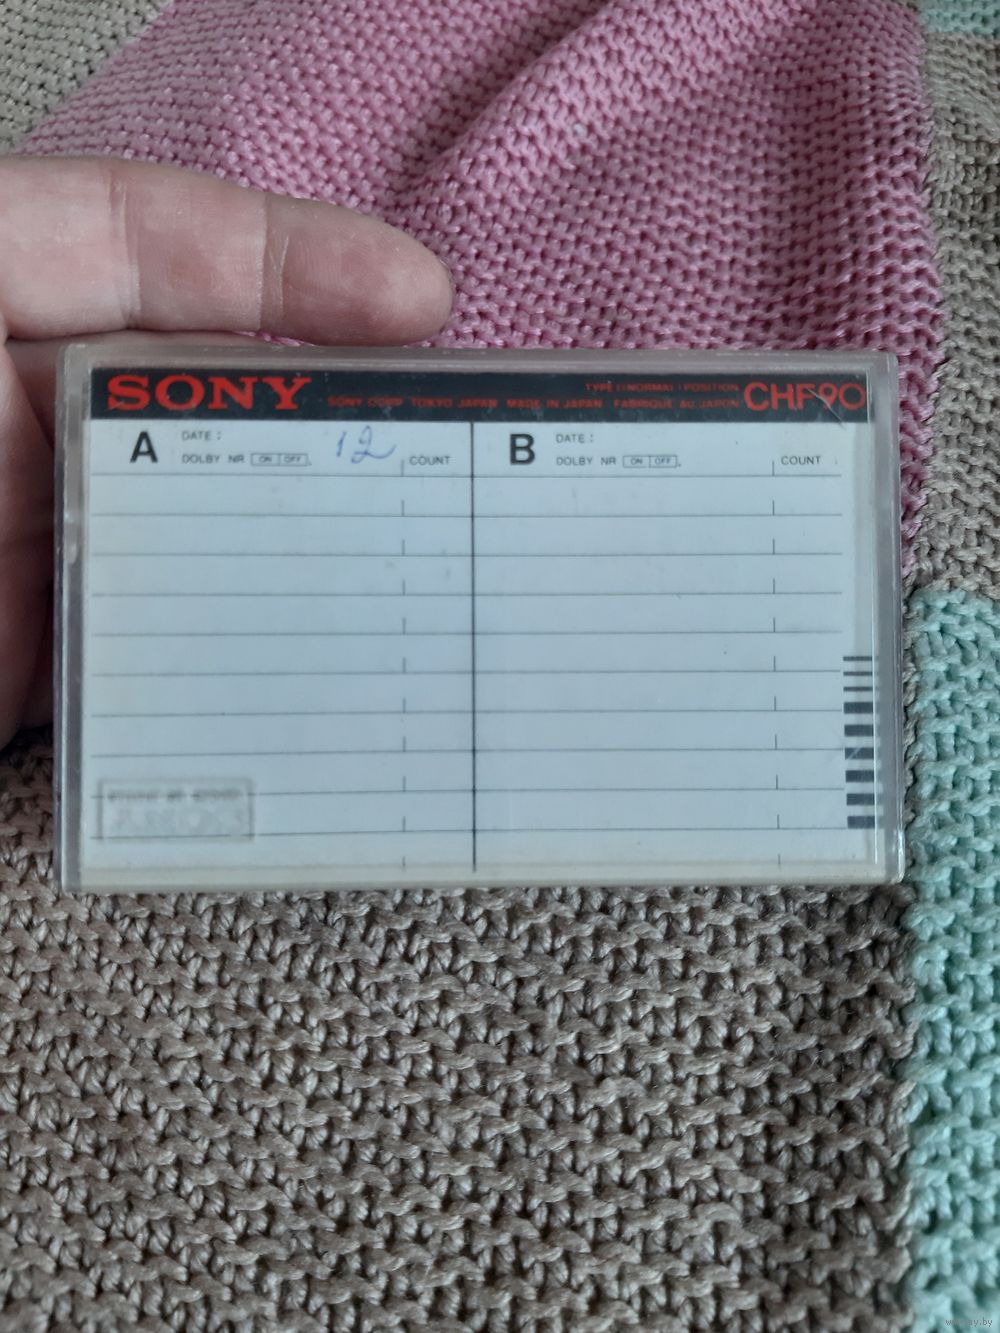 SONY
TYPE I (NORMAL) POSITION
SONY CORP. TOKYO JAPAN MADE IN JAPAN FABRIQUÉ AU JAPON
CHF90
A
DATE :
12
DOLBY NR ON OFF
COUNT
B
DATE :
DOLBY NR ON OFF
COUNT